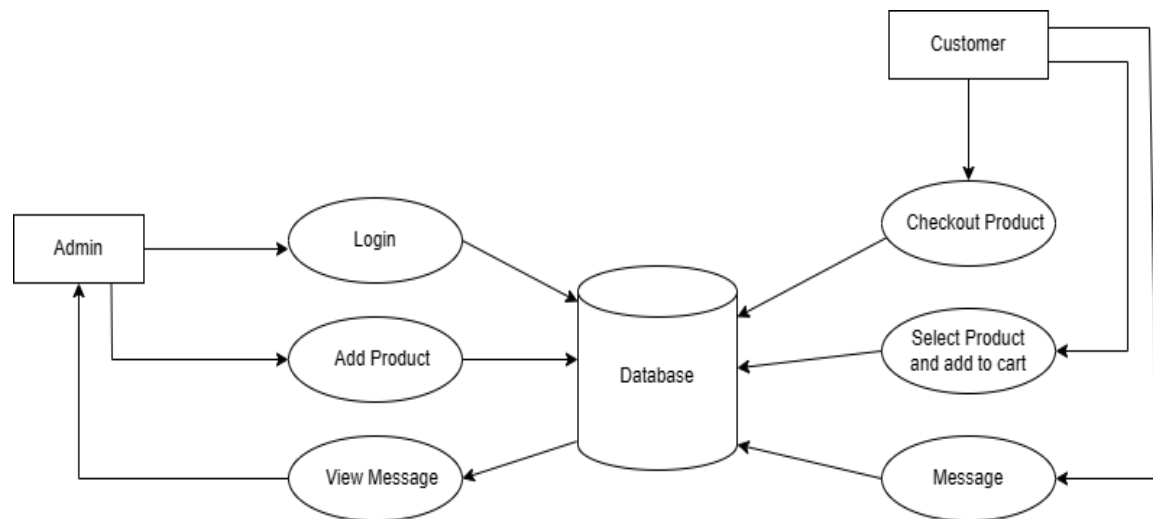 Customer
Checkout Product
Login
Admin
Select Product
and add to cart
Add Product
Database
View Message
Message